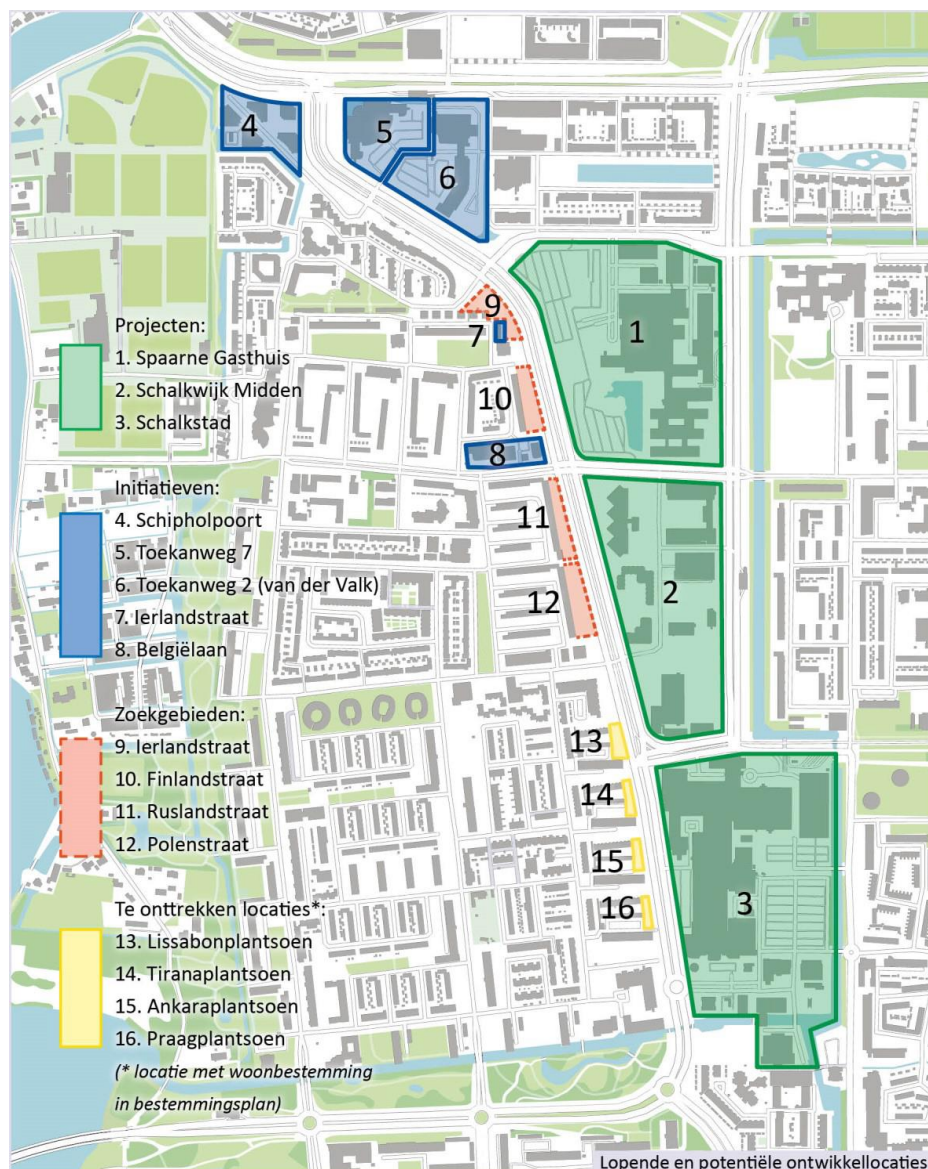 4
5
6
9
7
1
10
8
11
2
12
13
14
15
3
16
Projecten:
1. Spaarne Gasthuis
2. Schalkwijk Midden
3. Schalkstad
Initiatieven:
4. Schipholpoort
5. Toekanweg 7
6. Toekanweg 2 (van der Valk)
7. Ierlandstraat
8. Belgiëlaan
Zoekgebieden:
9. Ierlandstraat
10. Finlandstraat
11. Ruslandstraat
12. Polenstraat
Te onttrekken locaties*:
13. Lissabonplantsoen
14. Tiranaplantsoen
15. Ankaraplantsoen
16. Praagplantsoen
(* locatie met woonbestemming
in bestemmingsplan)
Lopende en potentiële ontwikkellocaties